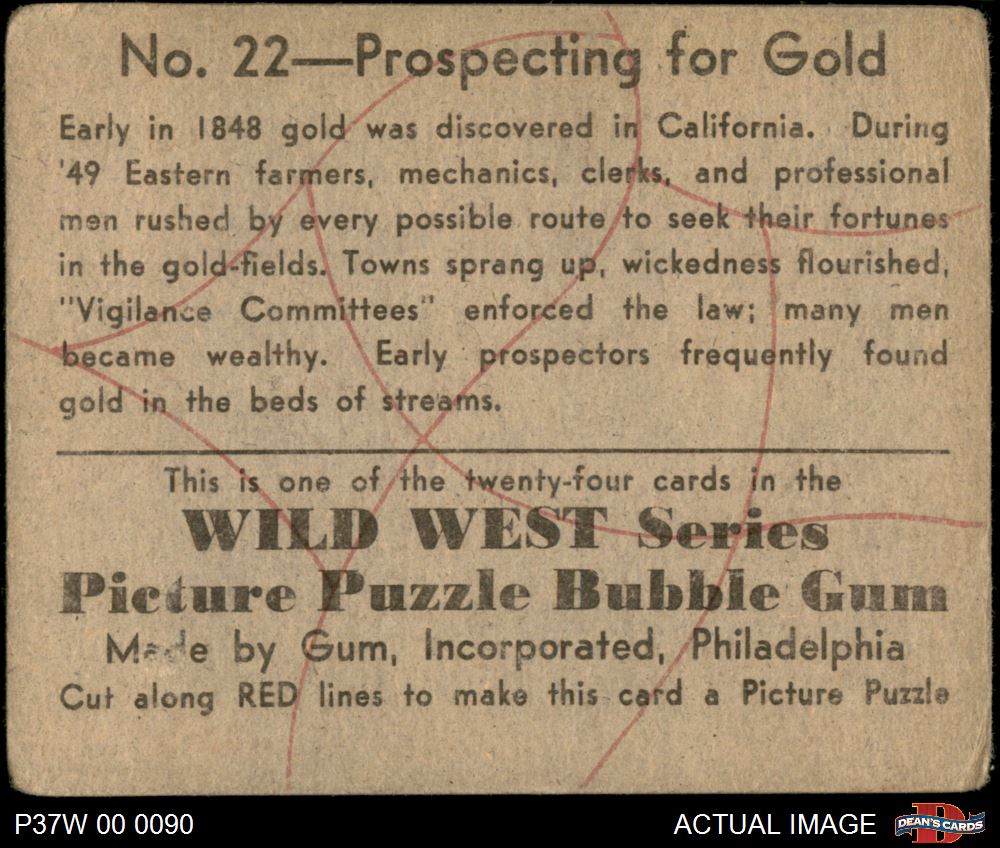 No. 22—Prospecting for Gold
Early in 1848 gold was discovered in California. During
'49 Eastern farmers, mechanics, clerks, and professional
men rushed by every possible route to seek their fortunes
in the gold-fields. Towns sprang up, wickedness flourished,
"Vigilance Committees" enforced the law; many men
became wealthy. Early prospectors frequently found
gold in the beds of streams.
This is one of the twenty-four cards in the
WILD WEST Series
Picture Puzzle Bubble Gum
Made by Gum, Incorporated, Philadelphia
Cut along RED lines to make this card a Picture Puzzle
P37W 00 0090
ACTUAL IMAGE
D
DEAN'S CARDS